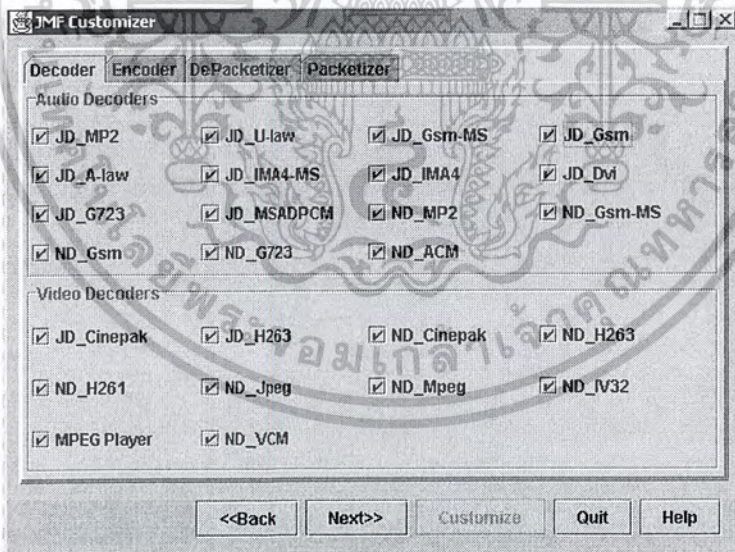 JMF Customizer
Decoder Encoder DePacketizer Packetizer
Audio Decoders
JD_MP2 JD_U-law JD_Gsm-MS JD_Gsm
JD_A-law JD_IMA4-MS JD_IMA4 JD_Dvi
JD_G723 JD_MSADPCM ND_MP2 ND_Gsm-MS
ND_Gsm ND_G723 ND_ACM
Video Decoders
JD_Cinepak JD_H263 ND_Cinepak ND_H263
ND_H261 ND_Jpeg ND_Mpeg ND_IV32
MPEG Player ND_VCM
<<Back Next>> Customize Quit Help